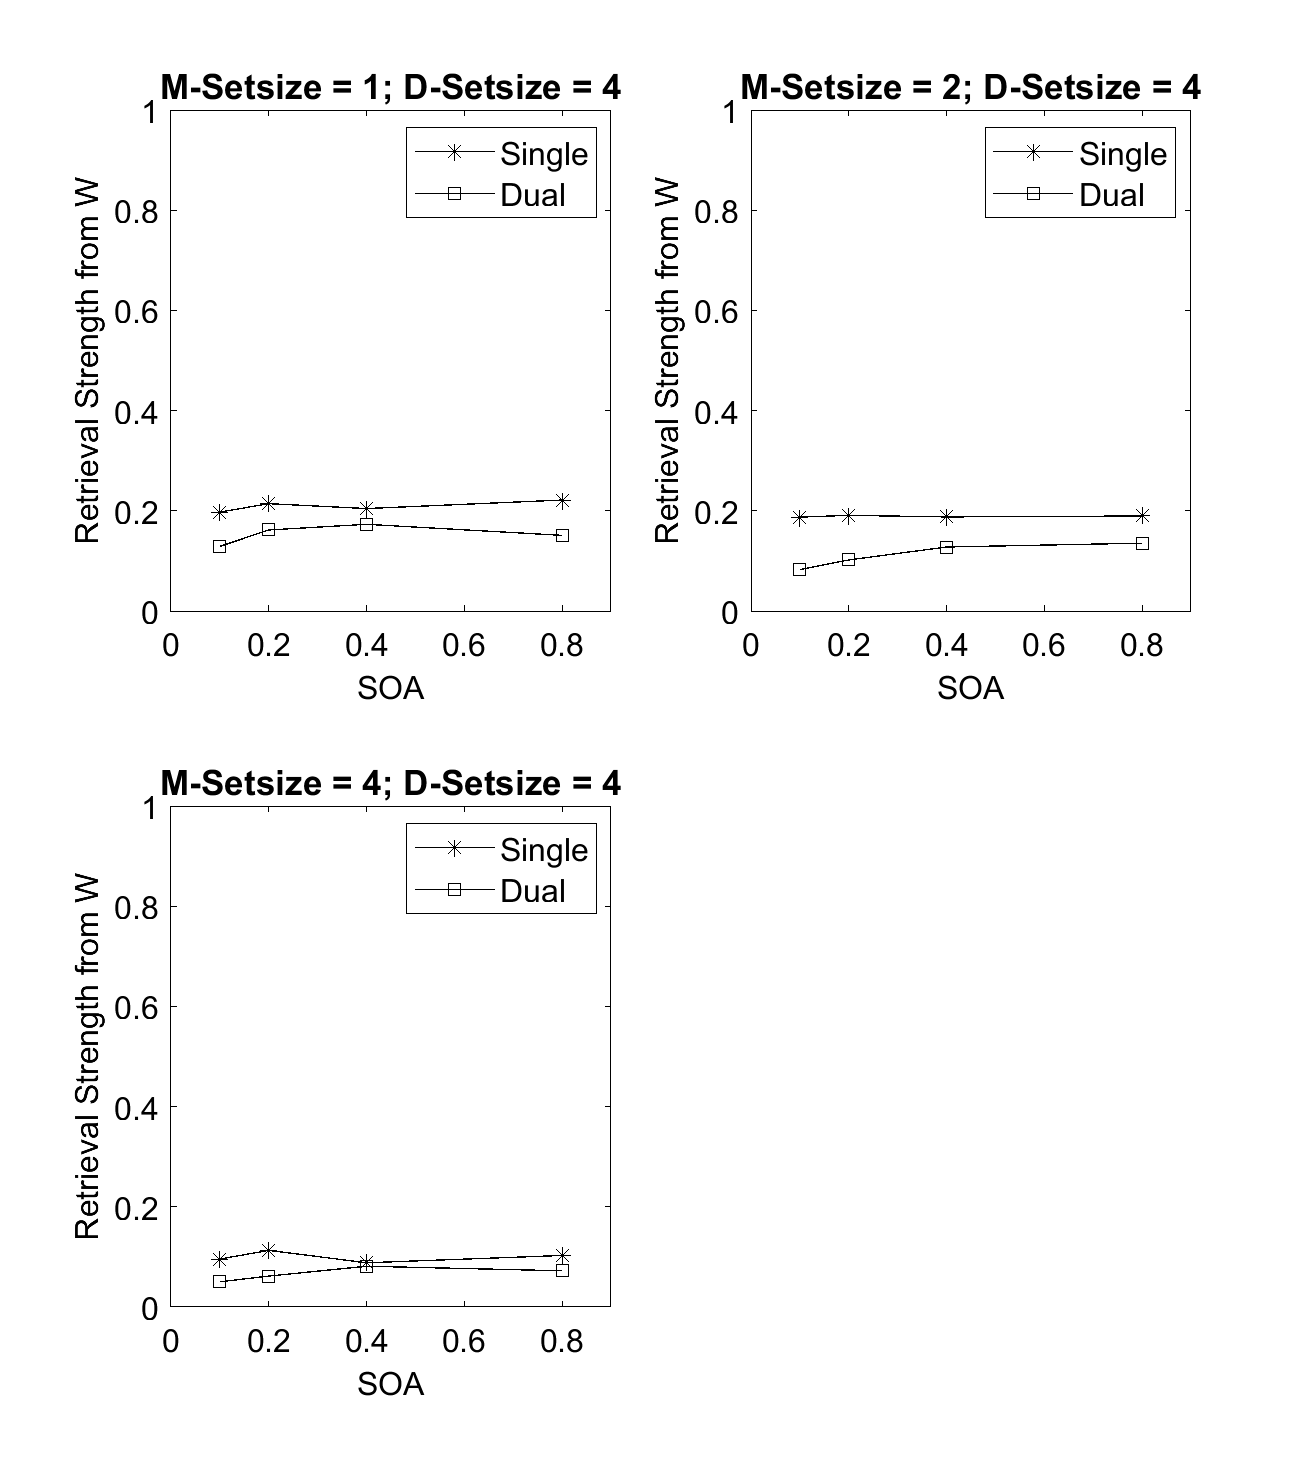 M-Setsize = 1; D-Setsize = 4
1
0.8
0.6
0.4
0.2
0
Retrieval Strength from W
Single
Dual
0 0.2 0.4 0.6 0.8
SOA
M-Setsize = 2; D-Setsize = 4
1
0.8
0.6
0.4
0.2
0
Retrieval Strength from W
Single
Dual
0 0.2 0.4 0.6 0.8
SOA
M-Setsize = 4; D-Setsize = 4
1
0.8
0.6
0.4
0.2
0
Retrieval Strength from W
Single
Dual
0 0.2 0.4 0.6 0.8
SOA